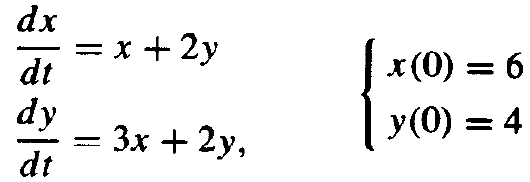 dx/dt = x + 2y
dy/dt = 3x + 2y,
{ x(0) = 6
y(0) = 4